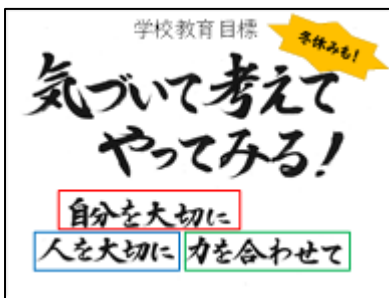 学校教育目標
冬休みも!
気づいて考えて
やってみる!
自分を大切に
人を大切に 力を合わせて